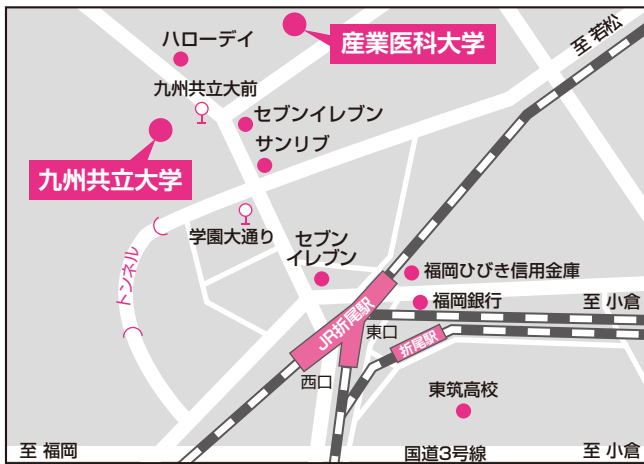 ハローデイ
産業医科大学
至 若松
九州共立大前
セブンイレブン
サンリブ
九州共立大学
学園大通り
トンネル
セブン
イレブン
福岡ひびき信用金庫
福岡銀行
至 小倉
JR折尾駅
東口
折尾駅
西口
東筑高校
至 福岡
国道3号線
至 小倉